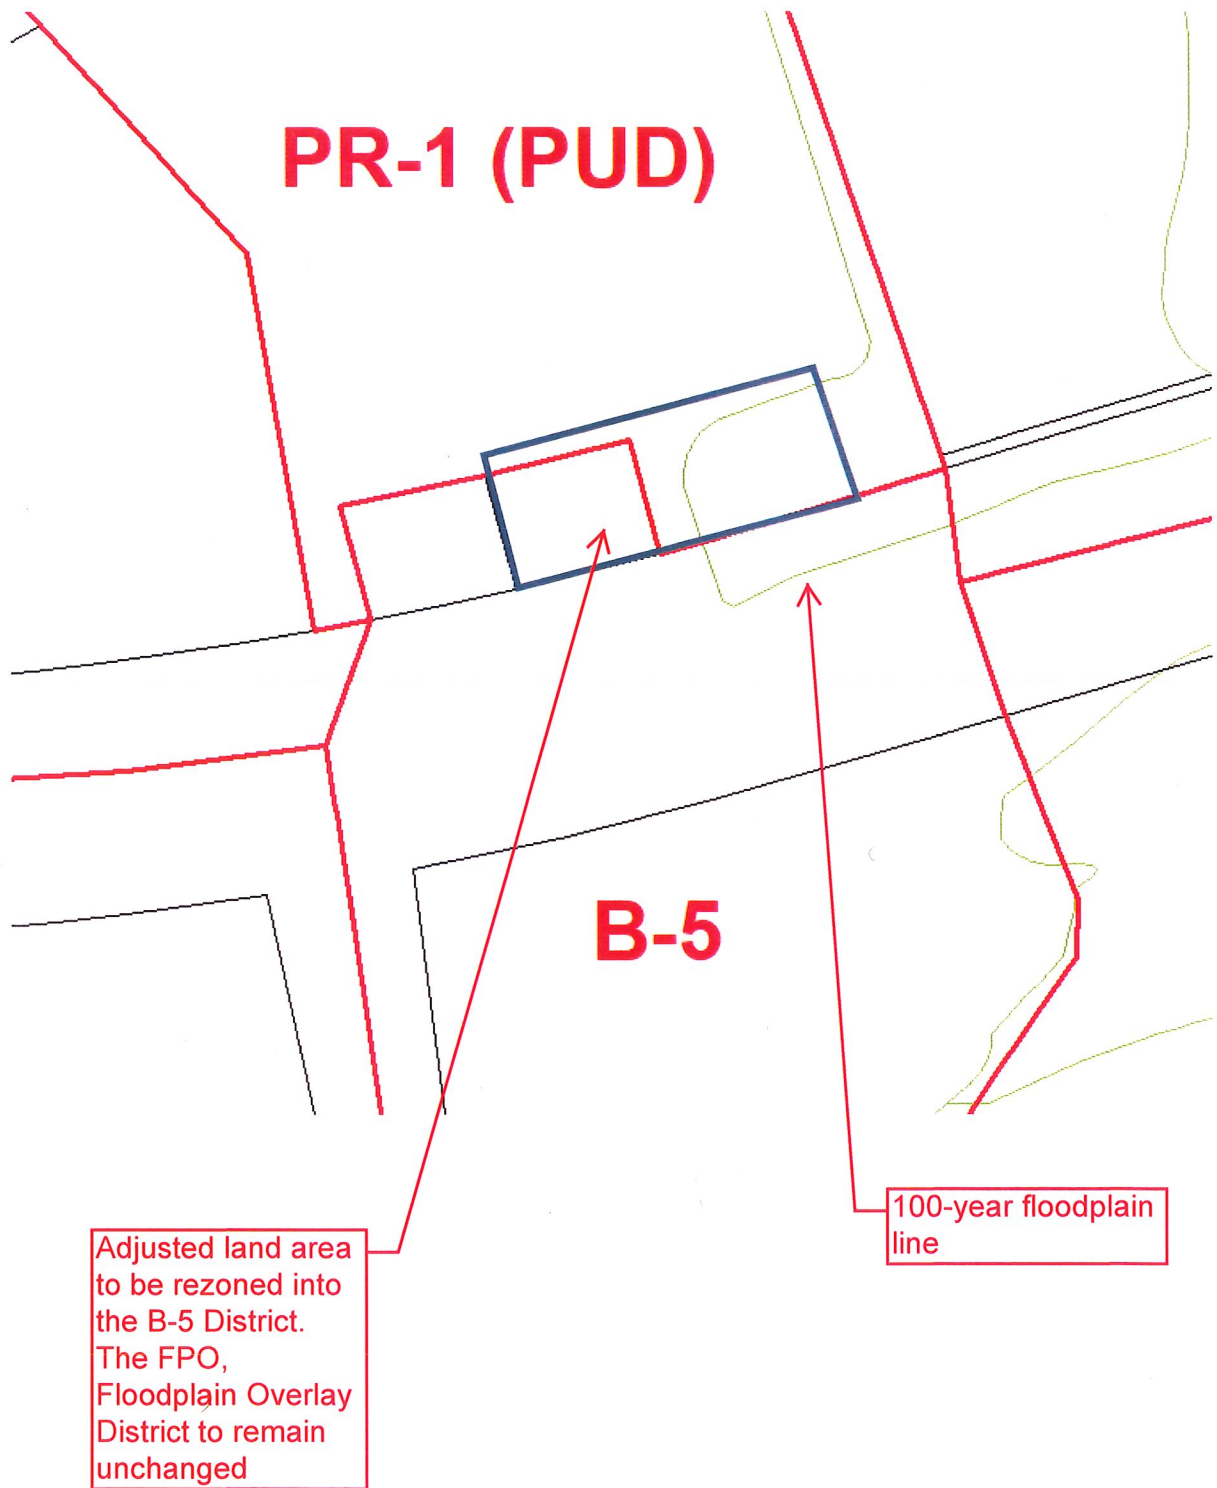 PR-1 (PUD)
B-5
100-year floodplain
line
Adjusted land area
to be rezoned into
the B-5 District.
The FPO,
Floodplain Overlay
District to remain
unchanged